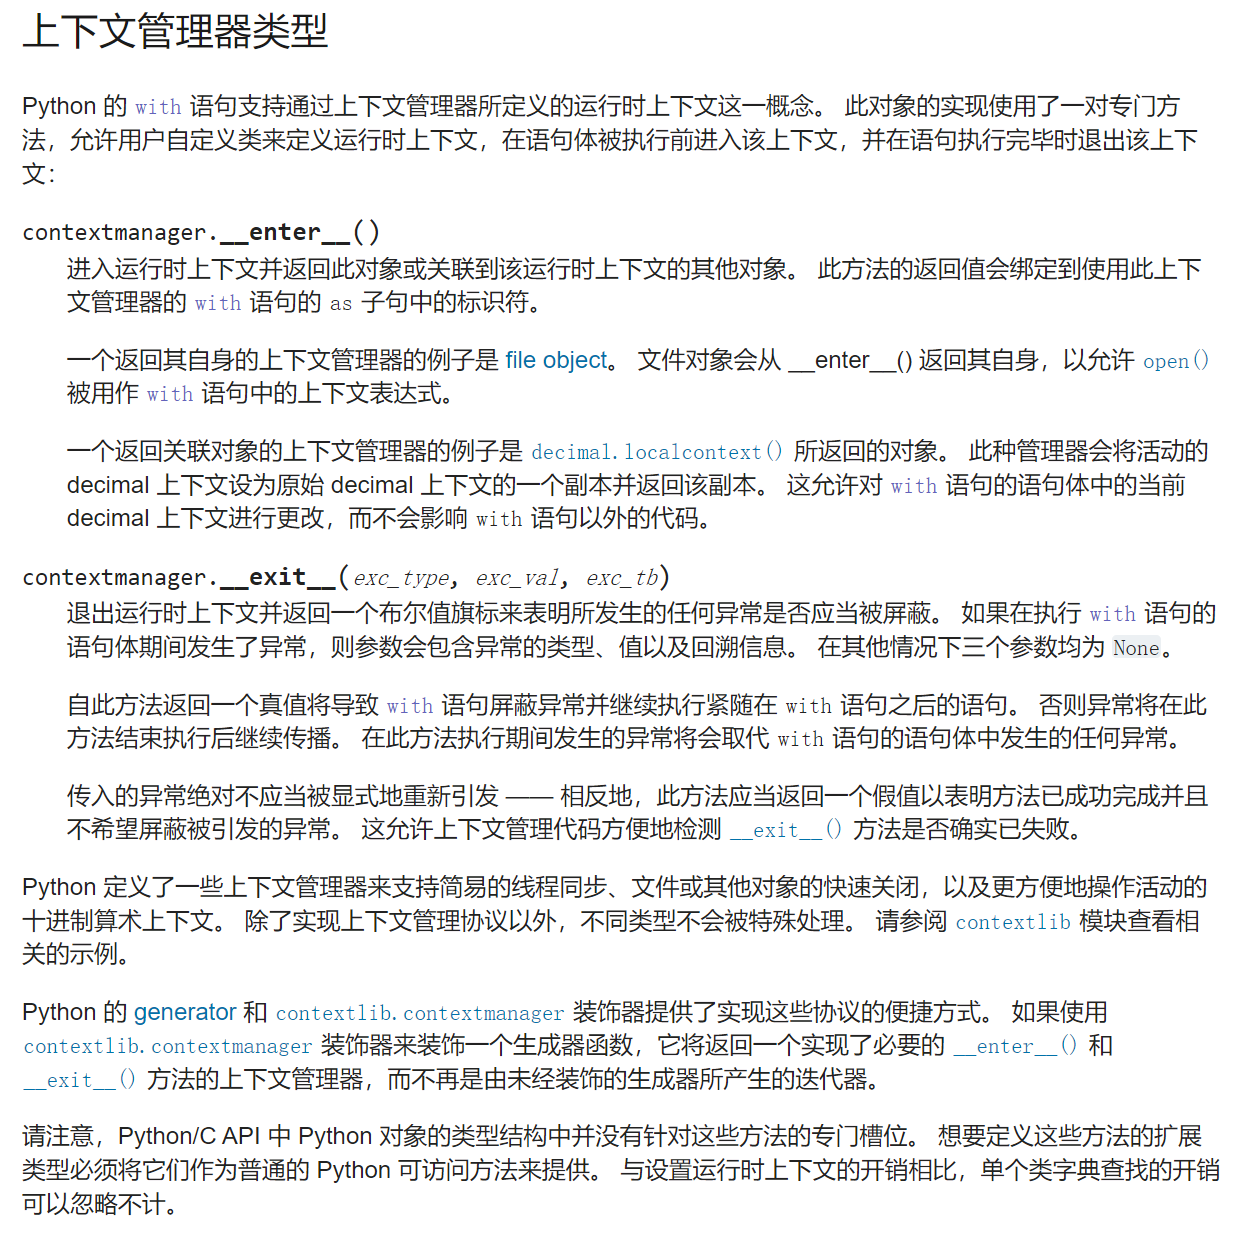 上下文管理器类型
Python 的 with 语句支持通过上下文管理器所定义的运行时上下文这一概念。 此对象的实现使用了一对专门方
法，允许用户自定义类来定义运行时上下文，在语句体被执行前进入该上下文，并在语句执行完毕时退出该上下
文：
contextmanager.__enter__()
进入运行时上下文并返回此对象或关联到该运行时上下文的其他对象。 此方法的返回值会绑定到使用此上下
文管理器的 with 语句的 as 子句中的标识符。
一个返回其自身的上下文管理器的例子是 file object。 文件对象会从 __enter__() 返回其自身，以允许 open()
被用作 with 语句中的上下文表达式。
一个返回关联对象的上下文管理器的例子是 decimal.localcontext() 所返回的对象。 此种管理器会将活动的
decimal 上下文设为原始 decimal 上下文的一个副本并返回该副本。 这允许对 with 语句的语句体中的当前
decimal 上下文进行更改，而不会影响 with 语句以外的代码。
contextmanager.__exit__(exc_type, exc_val, exc_tb)
退出运行时上下文并返回一个布尔值旗标来表明所发生的任何异常是否应当被屏蔽。 如果在执行 with 语句的
语句体期间发生了异常，则参数会包含异常的类型、值以及回溯信息。 在其他情况下三个参数均为 None。
自此方法返回一个真值将导致 with 语句屏蔽异常并继续执行紧随在 with 语句之后的语句。 否则异常将在此
方法结束执行后继续传播。 在此方法执行期间发生的异常将会取代 with 语句的语句体中发生的任何异常。
传入的异常绝对不应当被显式地重新引发 —— 相反地，此方法应当返回一个假值以表明方法已成功完成并且
不希望屏蔽被引发的异常。 这允许上下文管理代码方便地检测 __exit__() 方法是否确实已失败。
Python 定义了一些上下文管理器来支持简易的线程同步、文件或其他对象的快速关闭，以及更方便地操作活动的
十进制算术上下文。 除了实现上下文管理协议以外，不同类型不会被特殊处理。 请参阅 contextlib 模块查看相
关的示例。
Python 的 generator 和 contextlib.contextmanager 装饰器提供了实现这些协议的便捷方式。 如果使用
contextlib.contextmanager 装饰器来装饰一个生成器函数，它将返回一个实现了必要的 __enter__() 和
__exit__() 方法的上下文管理器，而不再是由未经装饰的生成器所产生的迭代器。
请注意，Python/C API 中 Python 对象的类型结构中并没有针对这些方法的专门槽位。 想要定义这些方法的扩展
类型必须将它们作为普通的 Python 可访问方法来提供。 与设置运行时上下文的开销相比，单个类字典查找的开销
可以忽略不计。